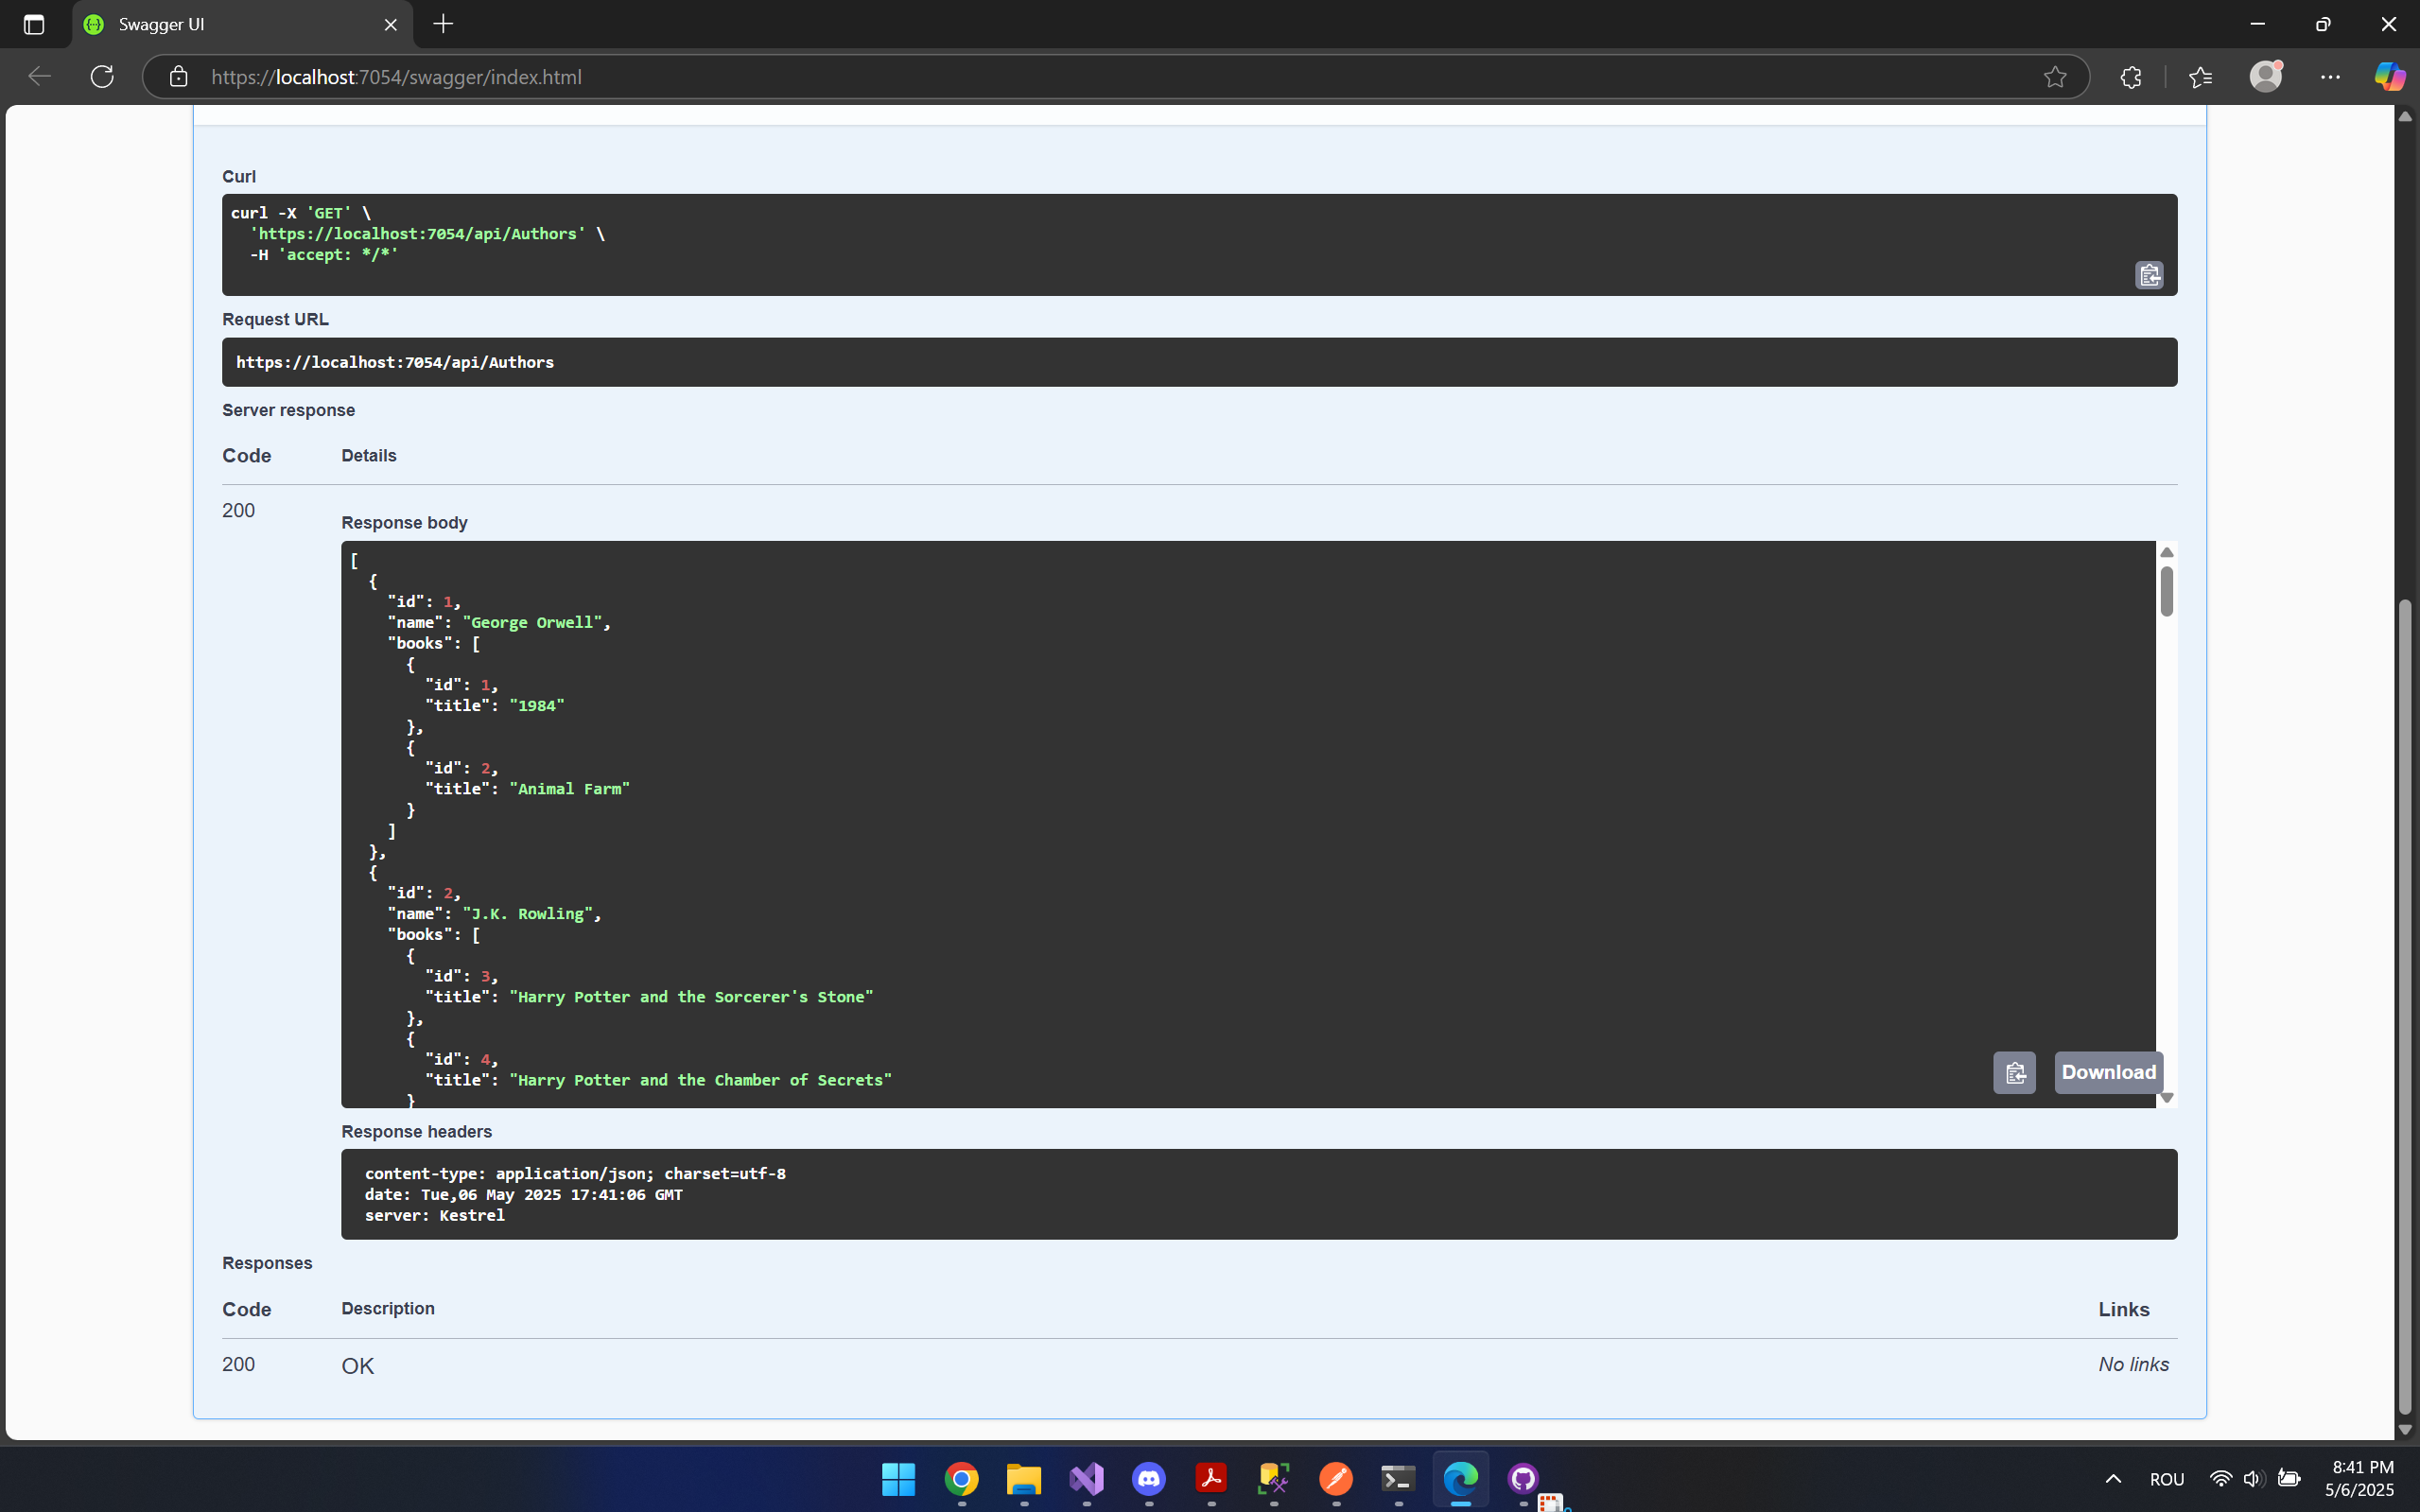 Swagger UI
https://localhost:7054/swagger/index.html
Curl
curl -X 'GET' \
  'https://localhost:7054/api/Authors' \
  -H 'accept: */*'
Request URL
https://localhost:7054/api/Authors
Server response
Code Details
200
Response body
[
  {
    "id": 1,
    "name": "George Orwell",
    "books": [
      {
        "id": 1,
        "title": "1984"
      },
      {
        "id": 2,
        "title": "Animal Farm"
      }
    ]
  },
  {
    "id": 2,
    "name": "J.K. Rowling",
    "books": [
      {
        "id": 3,
        "title": "Harry Potter and the Sorcerer's Stone"
      },
      {
        "id": 4,
        "title": "Harry Potter and the Chamber of Secrets"
      }
Download
Response headers
content-type: application/json; charset=utf-8
date: Tue,06 May 2025 17:41:06 GMT
server: Kestrel
Responses
Code Description Links
200 OK No links
ROU
8:41 PM
5/6/2025